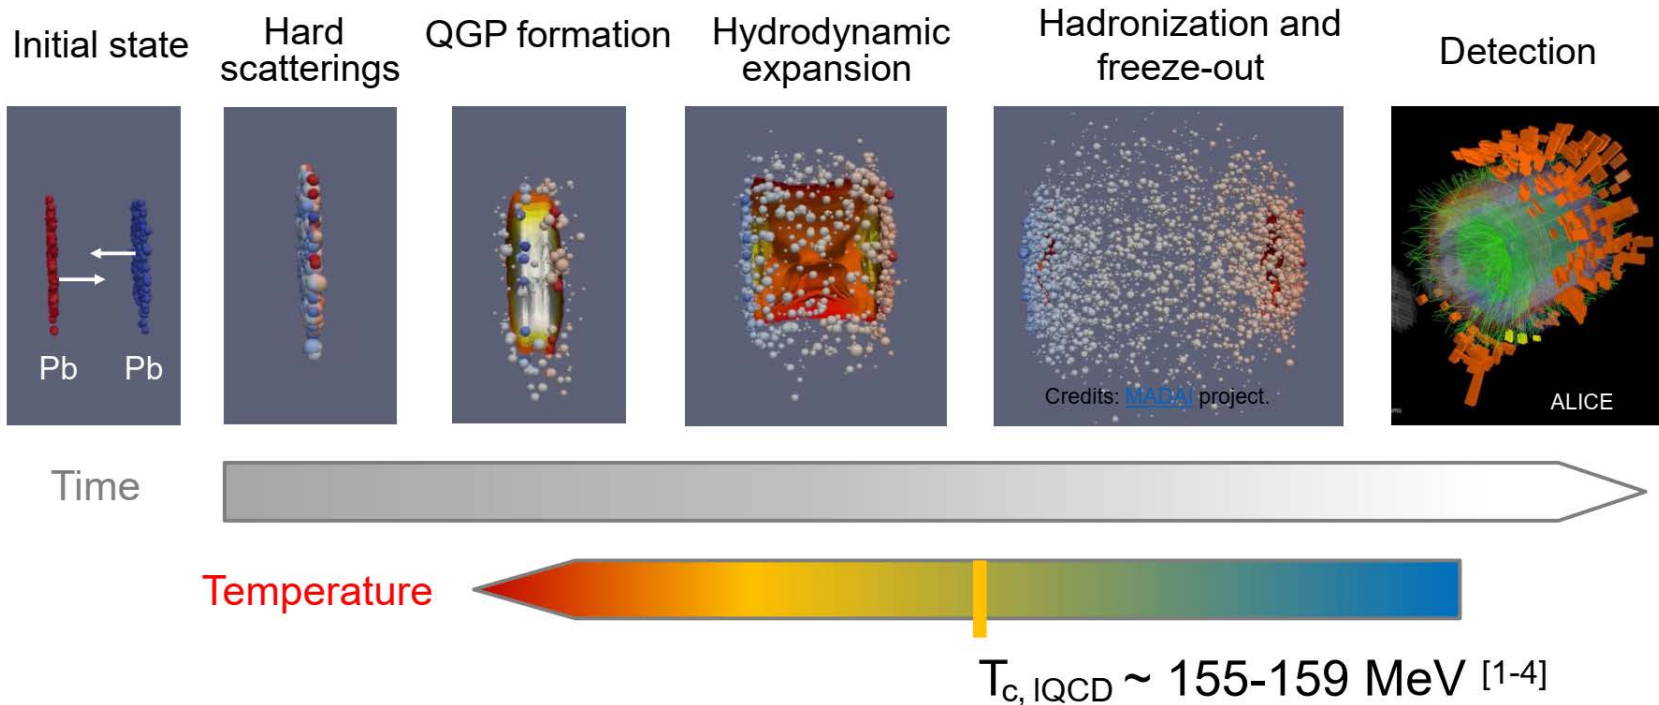 Initial state
Hard
scatterings
QGP formation
Hydrodynamic
expansion
Hadronization and
freeze-out
Detection
Pb
Pb
Credits: MADAI project.
ALICE
Time
Temperature
Tc, lQCD ~ 155-159 MeV [1-4]